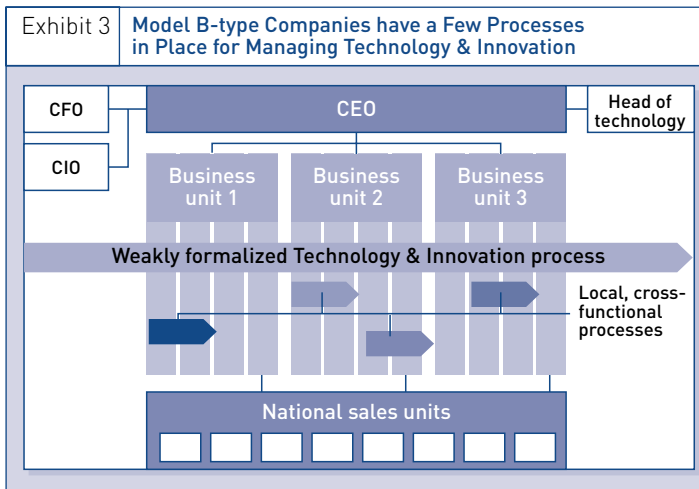 Exhibit 3
Model B-type Companies have a Few Processes
in Place for Managing Technology & Innovation
CFO
CEO
Head of
technology
CIO
Business
unit 1
Business
unit 2
Business
unit 3
Weakly formalized Technology & Innovation process
Local, cross-
functional
processes
National sales units